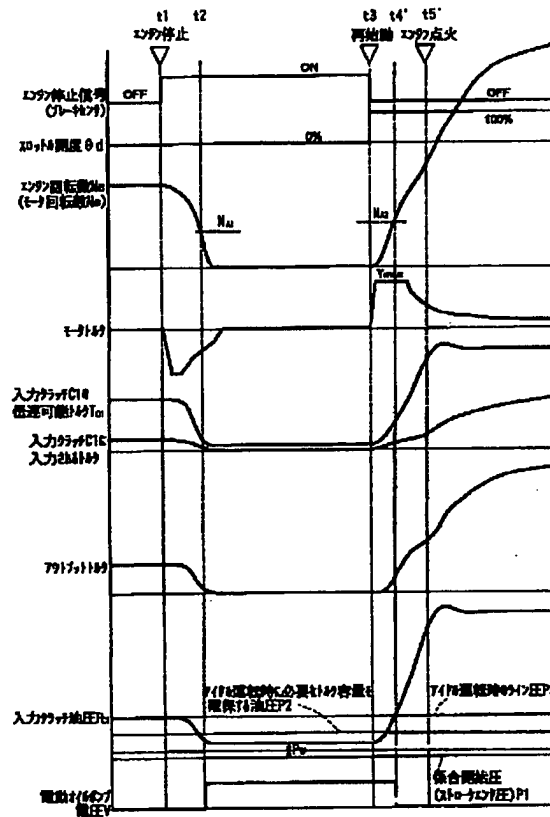 t1 t2 t3 t4' t5'
エンジン停止 再始動 エンジン点火
ON
エンジン停止信号 OFF OFF
(ブレーキセンサ)
100%
スロットル開度θd 0%
エンジン回転数Ne
(モータ回転数Nm) NA1 NA2
モータトルク
入力クラッチC1の
伝達可能トルクTC1
入力クラッチC1に
入力されるトルク
アウトプットトルク
アイドル運転時に必要なトルク容量を
確保する油圧P2
アイドル運転時のライン圧
入力クラッチ油圧
係合開始圧
(ストロークエンド圧)P1
電動オイルポンプ
電圧V